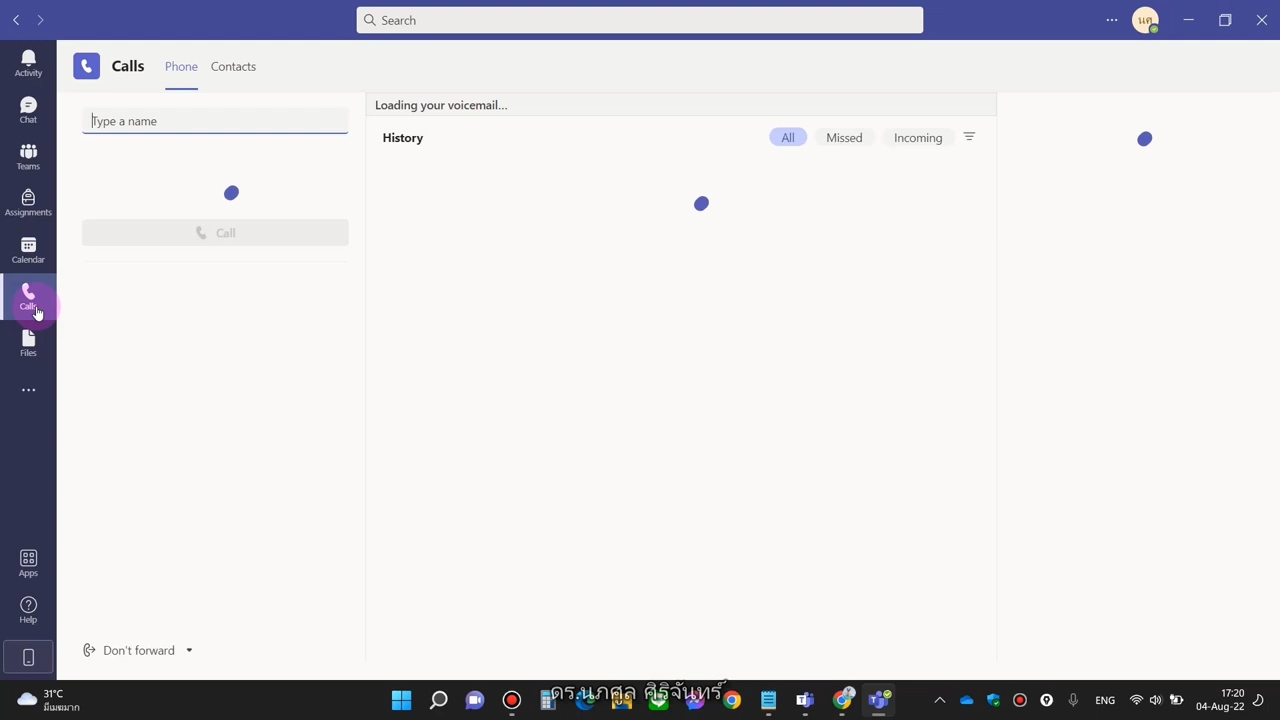 Search
แศ
Activity
Chat
Teams
Assignments
Calendar
Calls
Files
Apps
Help
Calls
Phone
Contacts
Type a name
Call
Don't forward
Loading your voicemail...
History
All
Missed
Incoming
31°C
มีเมฆมาก
ดร.นภศูล ศิริจันทร์
ENG
17:20
04-Aug-22